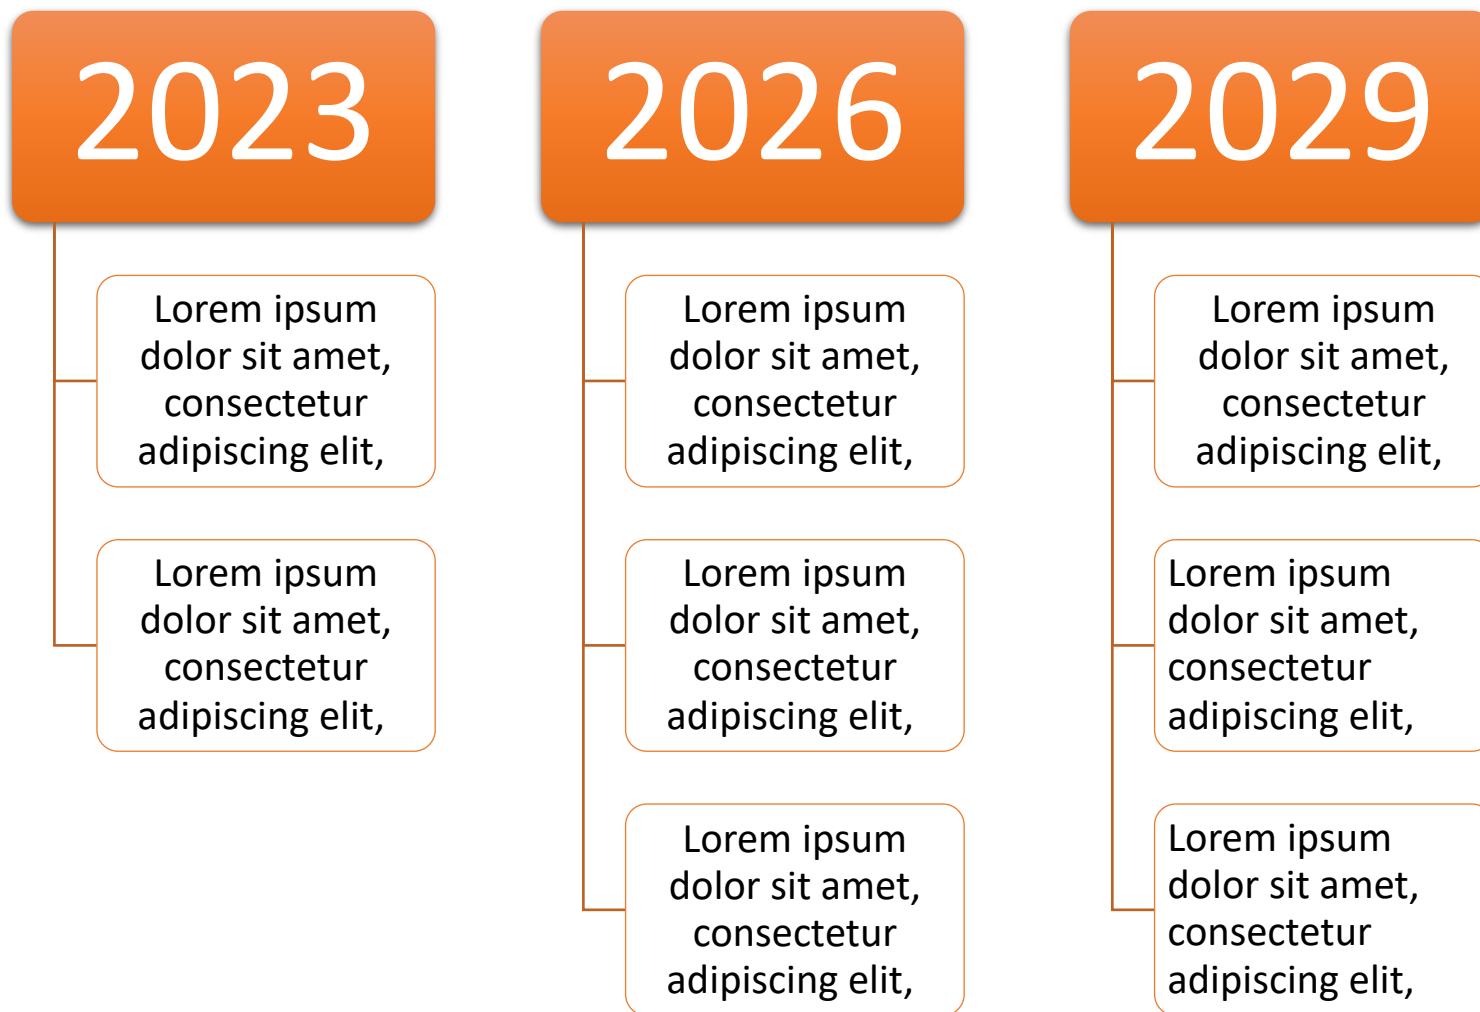 2023
Lorem ipsum
dolor sit amet,
consectetur
adipiscing elit,
Lorem ipsum
dolor sit amet,
consectetur
adipiscing elit,
2026
Lorem ipsum
dolor sit amet,
consectetur
adipiscing elit,
Lorem ipsum
dolor sit amet,
consectetur
adipiscing elit,
Lorem ipsum
dolor sit amet,
consectetur
adipiscing elit,
2029
Lorem ipsum
dolor sit amet,
consectetur
adipiscing elit,
Lorem ipsum
dolor sit amet,
consectetur
adipiscing elit,
Lorem ipsum
dolor sit amet,
consectetur
adipiscing elit,